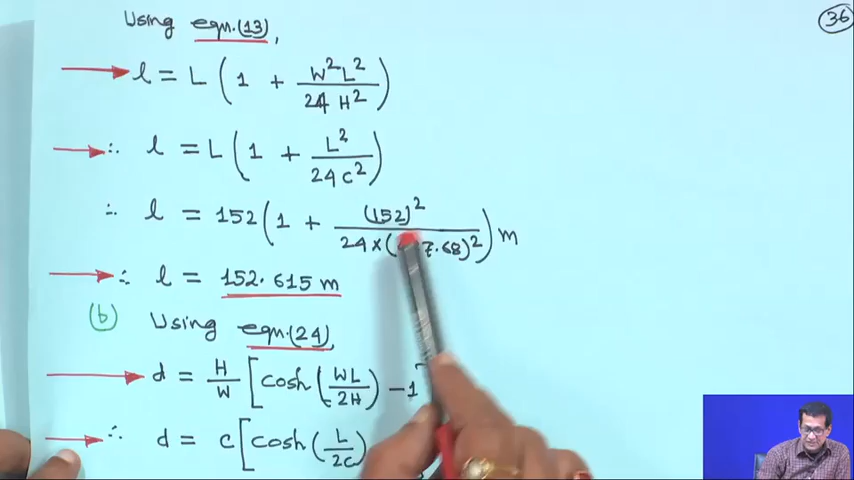 36
Using eqn.(13),
l = L ( 1 + W²L² / 24 H² )
∴ l = L ( 1 + L² / 24 c² )
∴ l = 152 ( 1 + (152)² / 24 × ( 7.68)² ) m
∴ l = 152.615 m
(b) Using eqn.(24),
d = H/W [ cosh ( WL / 2H ) − 1
∴ d = c [ cosh ( L / 2c )